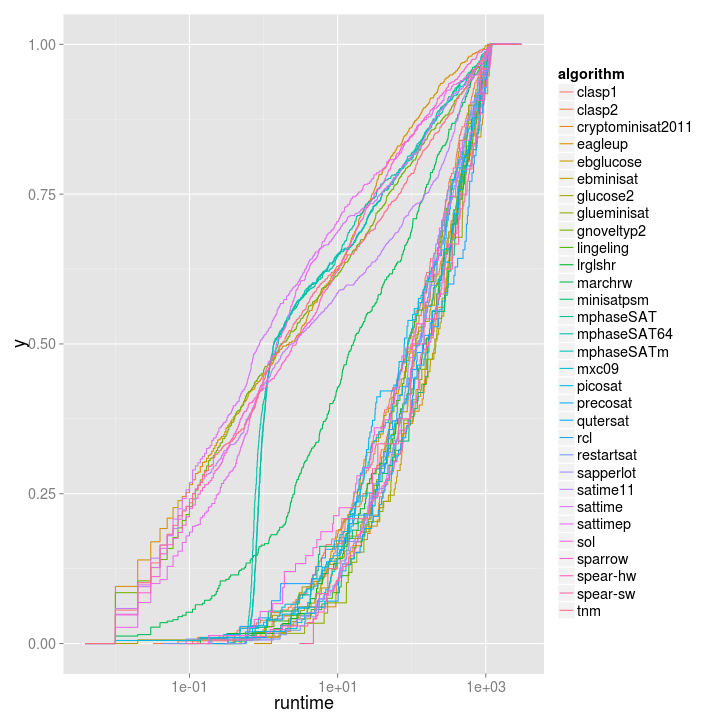 1.00
0.75
0.50
0.25
0.00
y
1e-01
1e+01
1e+03
runtime
algorithm
clasp1
clasp2
cryptominisat2011
eagleup
ebglucose
ebminisat
glucose2
glueminisat
gnoveltyp2
lingeling
lrglshr
marchrw
minisatpsm
mphaseSAT
mphaseSAT64
mphaseSATm
mxc09
picosat
precosat
qutersat
rcl
restartsat
sapperlot
satime11
sattime
sattimep
sol
sparrow
spear-hw
spear-sw
tnm